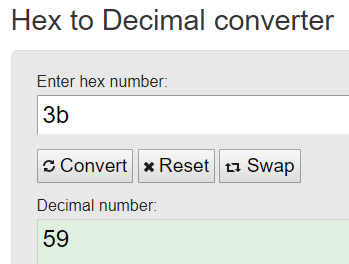 Hex to Decimal converter
Enter hex number:
3b
Convert Reset Swap
Decimal number:
59